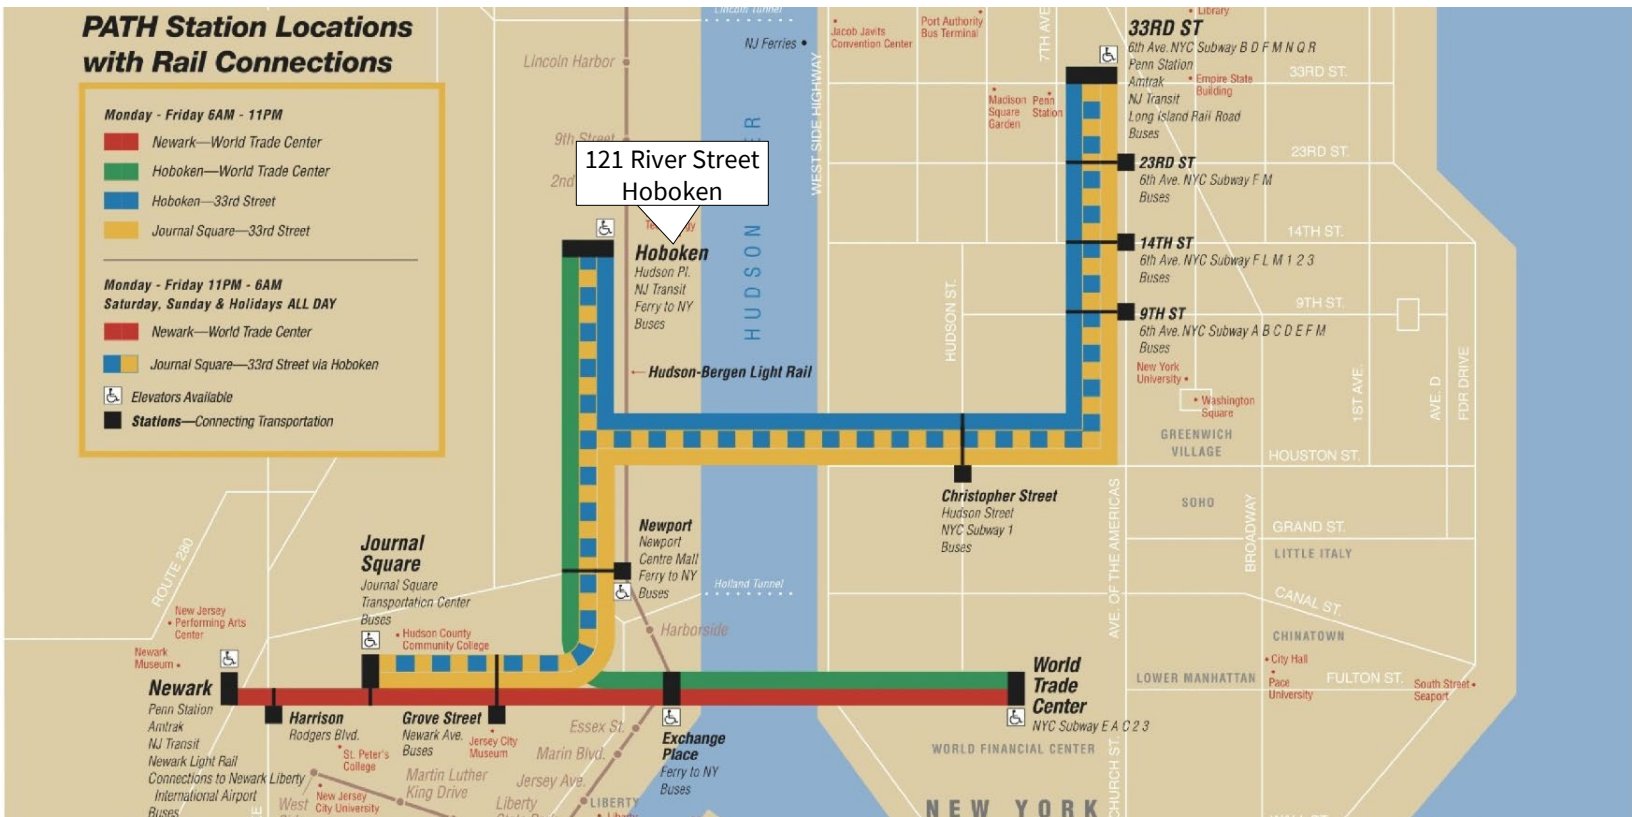 PATH Station Locations
with Rail Connections
Monday - Friday 6AM - 11PM
Newark—World Trade Center
Hoboken—World Trade Center
Hoboken—33rd Street
Journal Square—33rd Street
Monday - Friday 11PM - 6AM
Saturday, Sunday & Holidays ALL DAY
Newark—World Trade Center
Journal Square—33rd Street via Hoboken
Elevators Available
Stations—Connecting Transportation
Lincoln Tunnel
NJ Ferries
Lincoln Harbor
9th Street
2nd
121 River Street
Hoboken
Hoboken
Hudson Pl.
NJ Transit
Ferry to NY
Buses
Hudson-Bergen Light Rail
HUDSON
WEST SIDE HIGHWAY
Jacob Javits
Convention Center
Port Authority
Bus Terminal
7TH AVE
Library
33RD ST
6th Ave. NYC Subway B D F M N Q R
Penn Station
Amtrak
NJ Transit
Long Island Rail Road
Buses
Empire State
Building
33RD ST.
Madison
Square
Garden
Penn
Station
23RD ST
6th Ave. NYC Subway F M
Buses
23RD ST.
14TH ST
6th Ave. NYC Subway F L M 1 2 3
Buses
14TH ST.
9TH ST
6th Ave. NYC Subway A B C D E F M
Buses
9TH ST.
New York
University
Washington
Square
HUDSON ST.
1ST AVE.
AVE. D
FDR DRIVE
GREENWICH
VILLAGE
HOUSTON ST.
Christopher Street
Hudson Street
NYC Subway 1
Buses
AVE. OF THE AMERICAS
SOHO
BROADWAY
GRAND ST.
LITTLE ITALY
CANAL ST.
CHINATOWN
City Hall
Pace
University
LOWER MANHATTAN
FULTON ST.
South Street
Seaport
Newport
Newport
Centre Mall
Ferry to NY
Buses
Holland Tunnel
Harborside
Journal
Square
Journal Square
Transportation Center
Buses
Hudson County
Community College
ROUTE 280
New Jersey
Performing Arts
Center
Newark
Museum
Newark
Penn Station
Amtrak
NJ Transit
Newark Light Rail
Connections to Newark Liberty
International Airport
Buses
Harrison
Rodgers Blvd.
Grove Street
Newark Ave.
Buses
Jersey City
Museum
St. Peter's
College
New Jersey
City University
West
Martin Luther
King Drive
Essex St.
Marin Blvd.
Jersey Ave.
Liberty
LIBERTY
Exchange
Place
Ferry to NY
Buses
World
Trade
Center
NYC Subway E A C 2 3
WORLD FINANCIAL CENTER
CHURCH ST.
NEW YORK